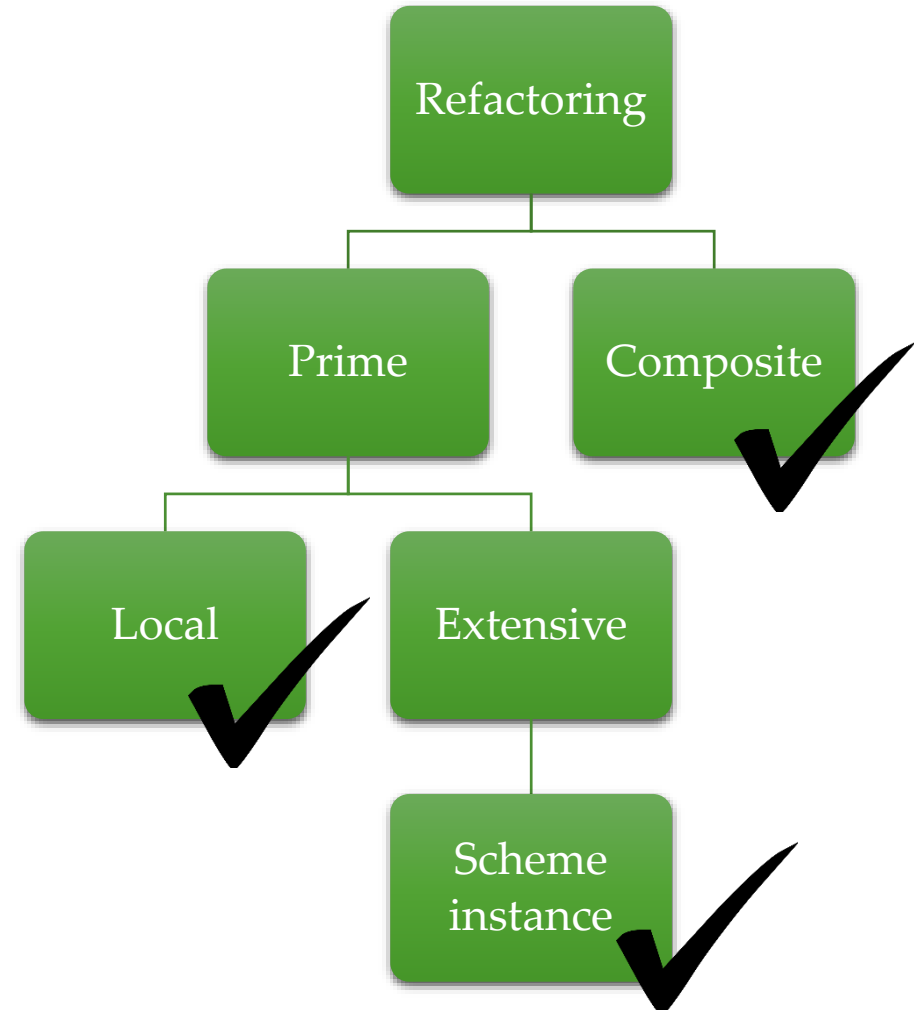 Refactoring
Prime
Composite
Local
Extensive
Scheme
instance